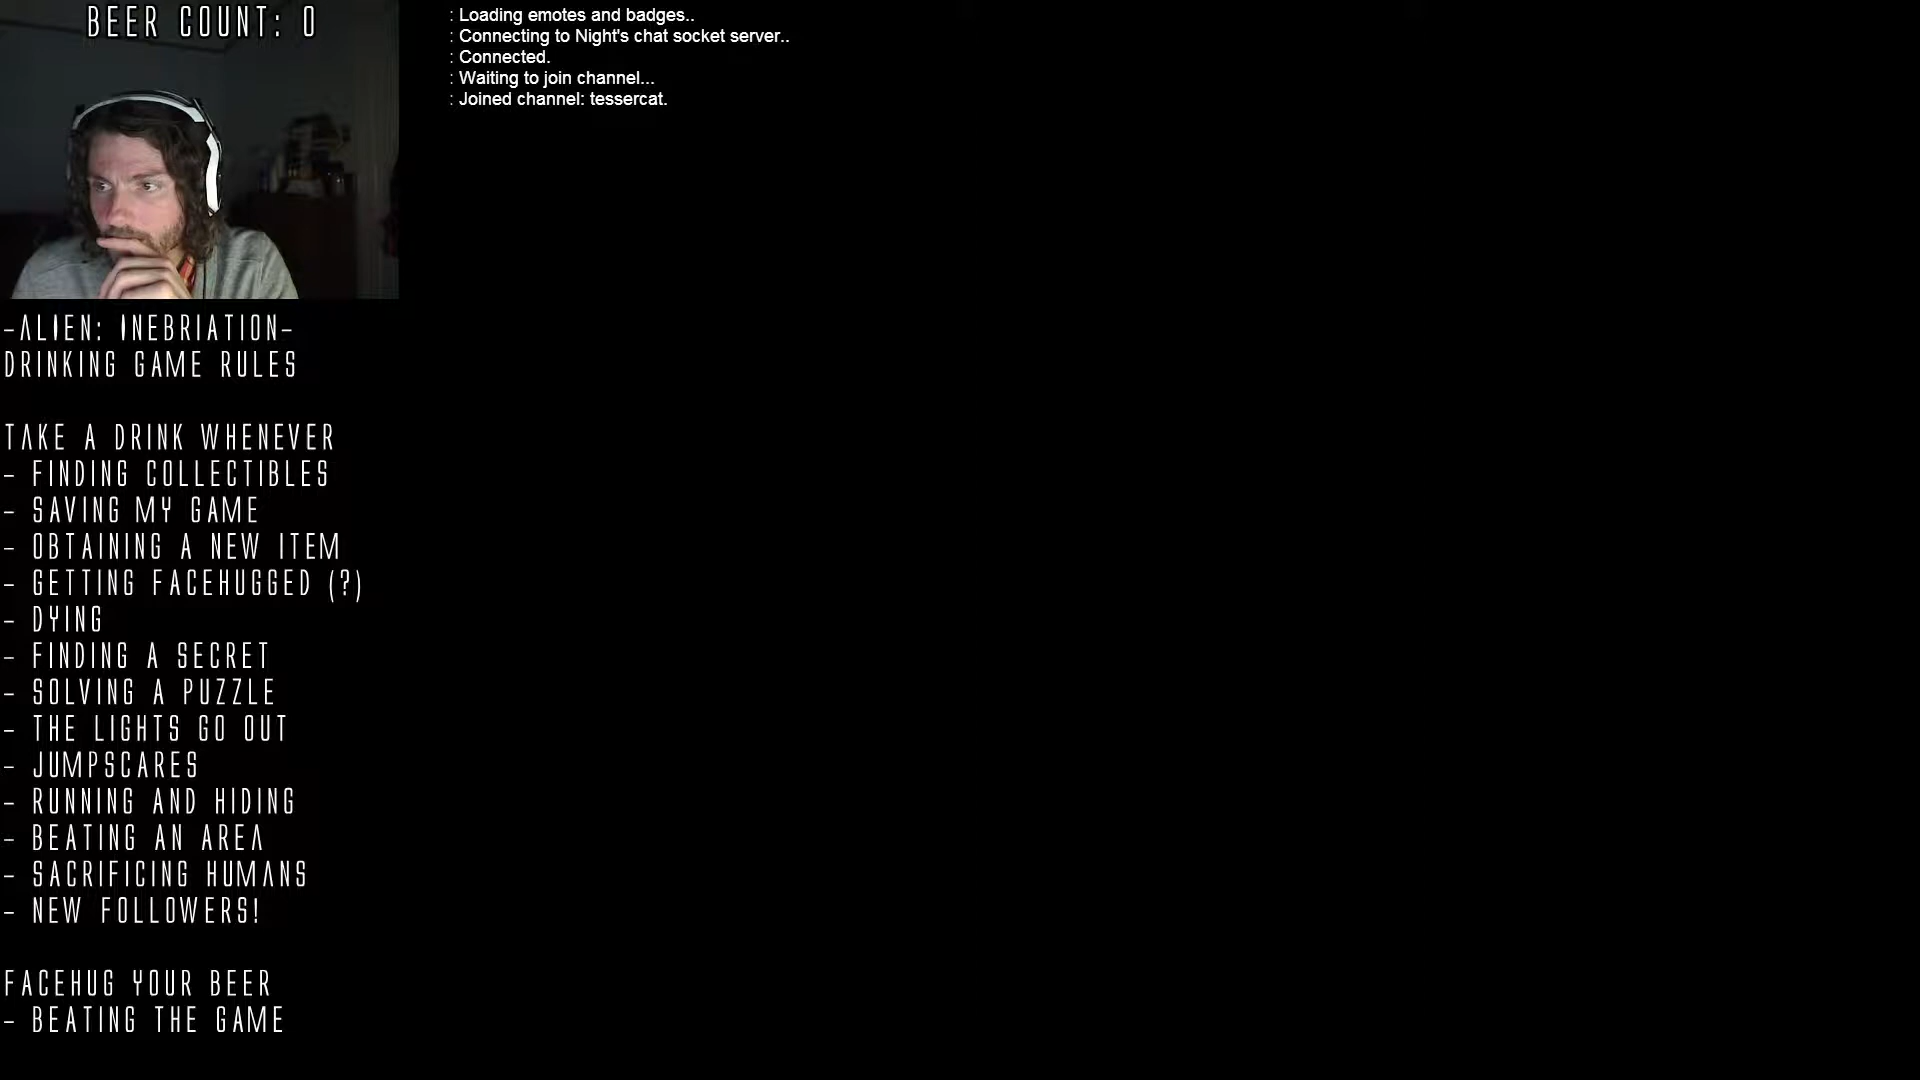 BEER COUNT: 0
: Loading emotes and badges..
: Connecting to Night's chat socket server..
: Connected.
: Waiting to join channel...
: Joined channel: tessercat.
-ALIEN: INEBRIATION-
DRINKING GAME RULES
TAKE A DRINK WHENEVER
- FINDING COLLECTIBLES
- SAVING MY GAME
- OBTAINING A NEW ITEM
- GETTING FACEHUGGED (?)
- DYING
- FINDING A SECRET
- SOLVING A PUZZLE
- THE LIGHTS GO OUT
- JUMPSCARES
- RUNNING AND HIDING
- BEATING AN AREA
- SACRIFICING HUMANS
- NEW FOLLOWERS!
FACEHUG YOUR BEER
- BEATING THE GAME